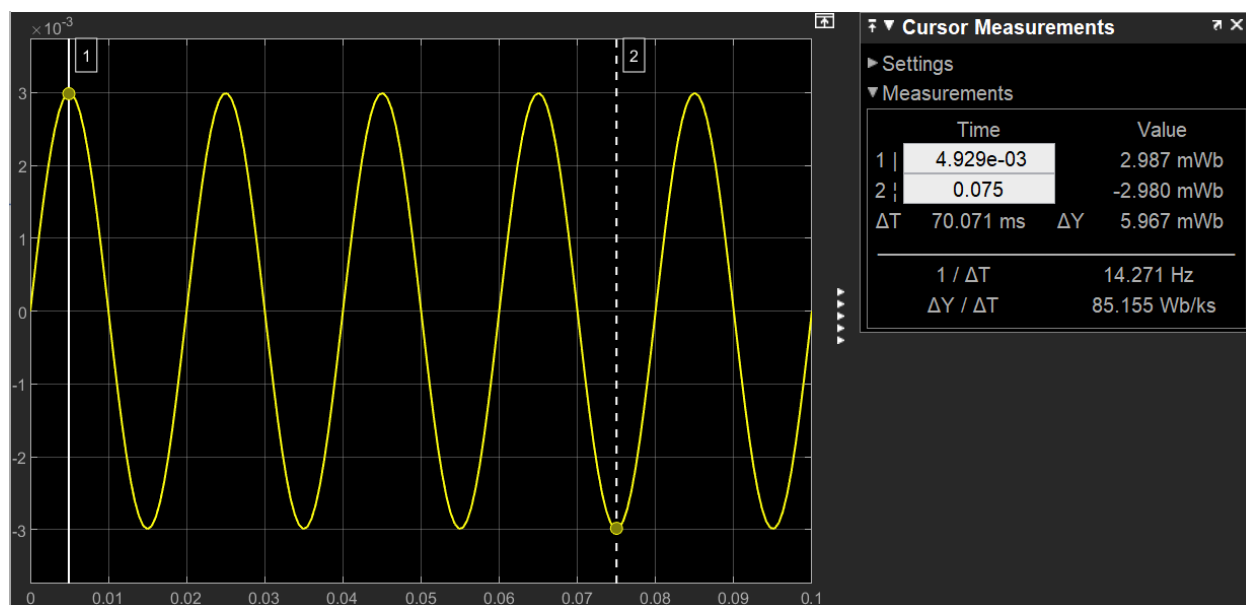 ×10-3
1
2
3
2
1
0
-1
-2
-3
0 0.01 0.02 0.03 0.04 0.05 0.06 0.07 0.08 0.09 0.1
Cursor Measurements
Settings
Measurements
Time Value
1 | 4.929e-03 2.987 mWb
2 ¦ 0.075 -2.980 mWb
ΔT 70.071 ms ΔY 5.967 mWb
1 / ΔT 14.271 Hz
ΔY / ΔT 85.155 Wb/ks